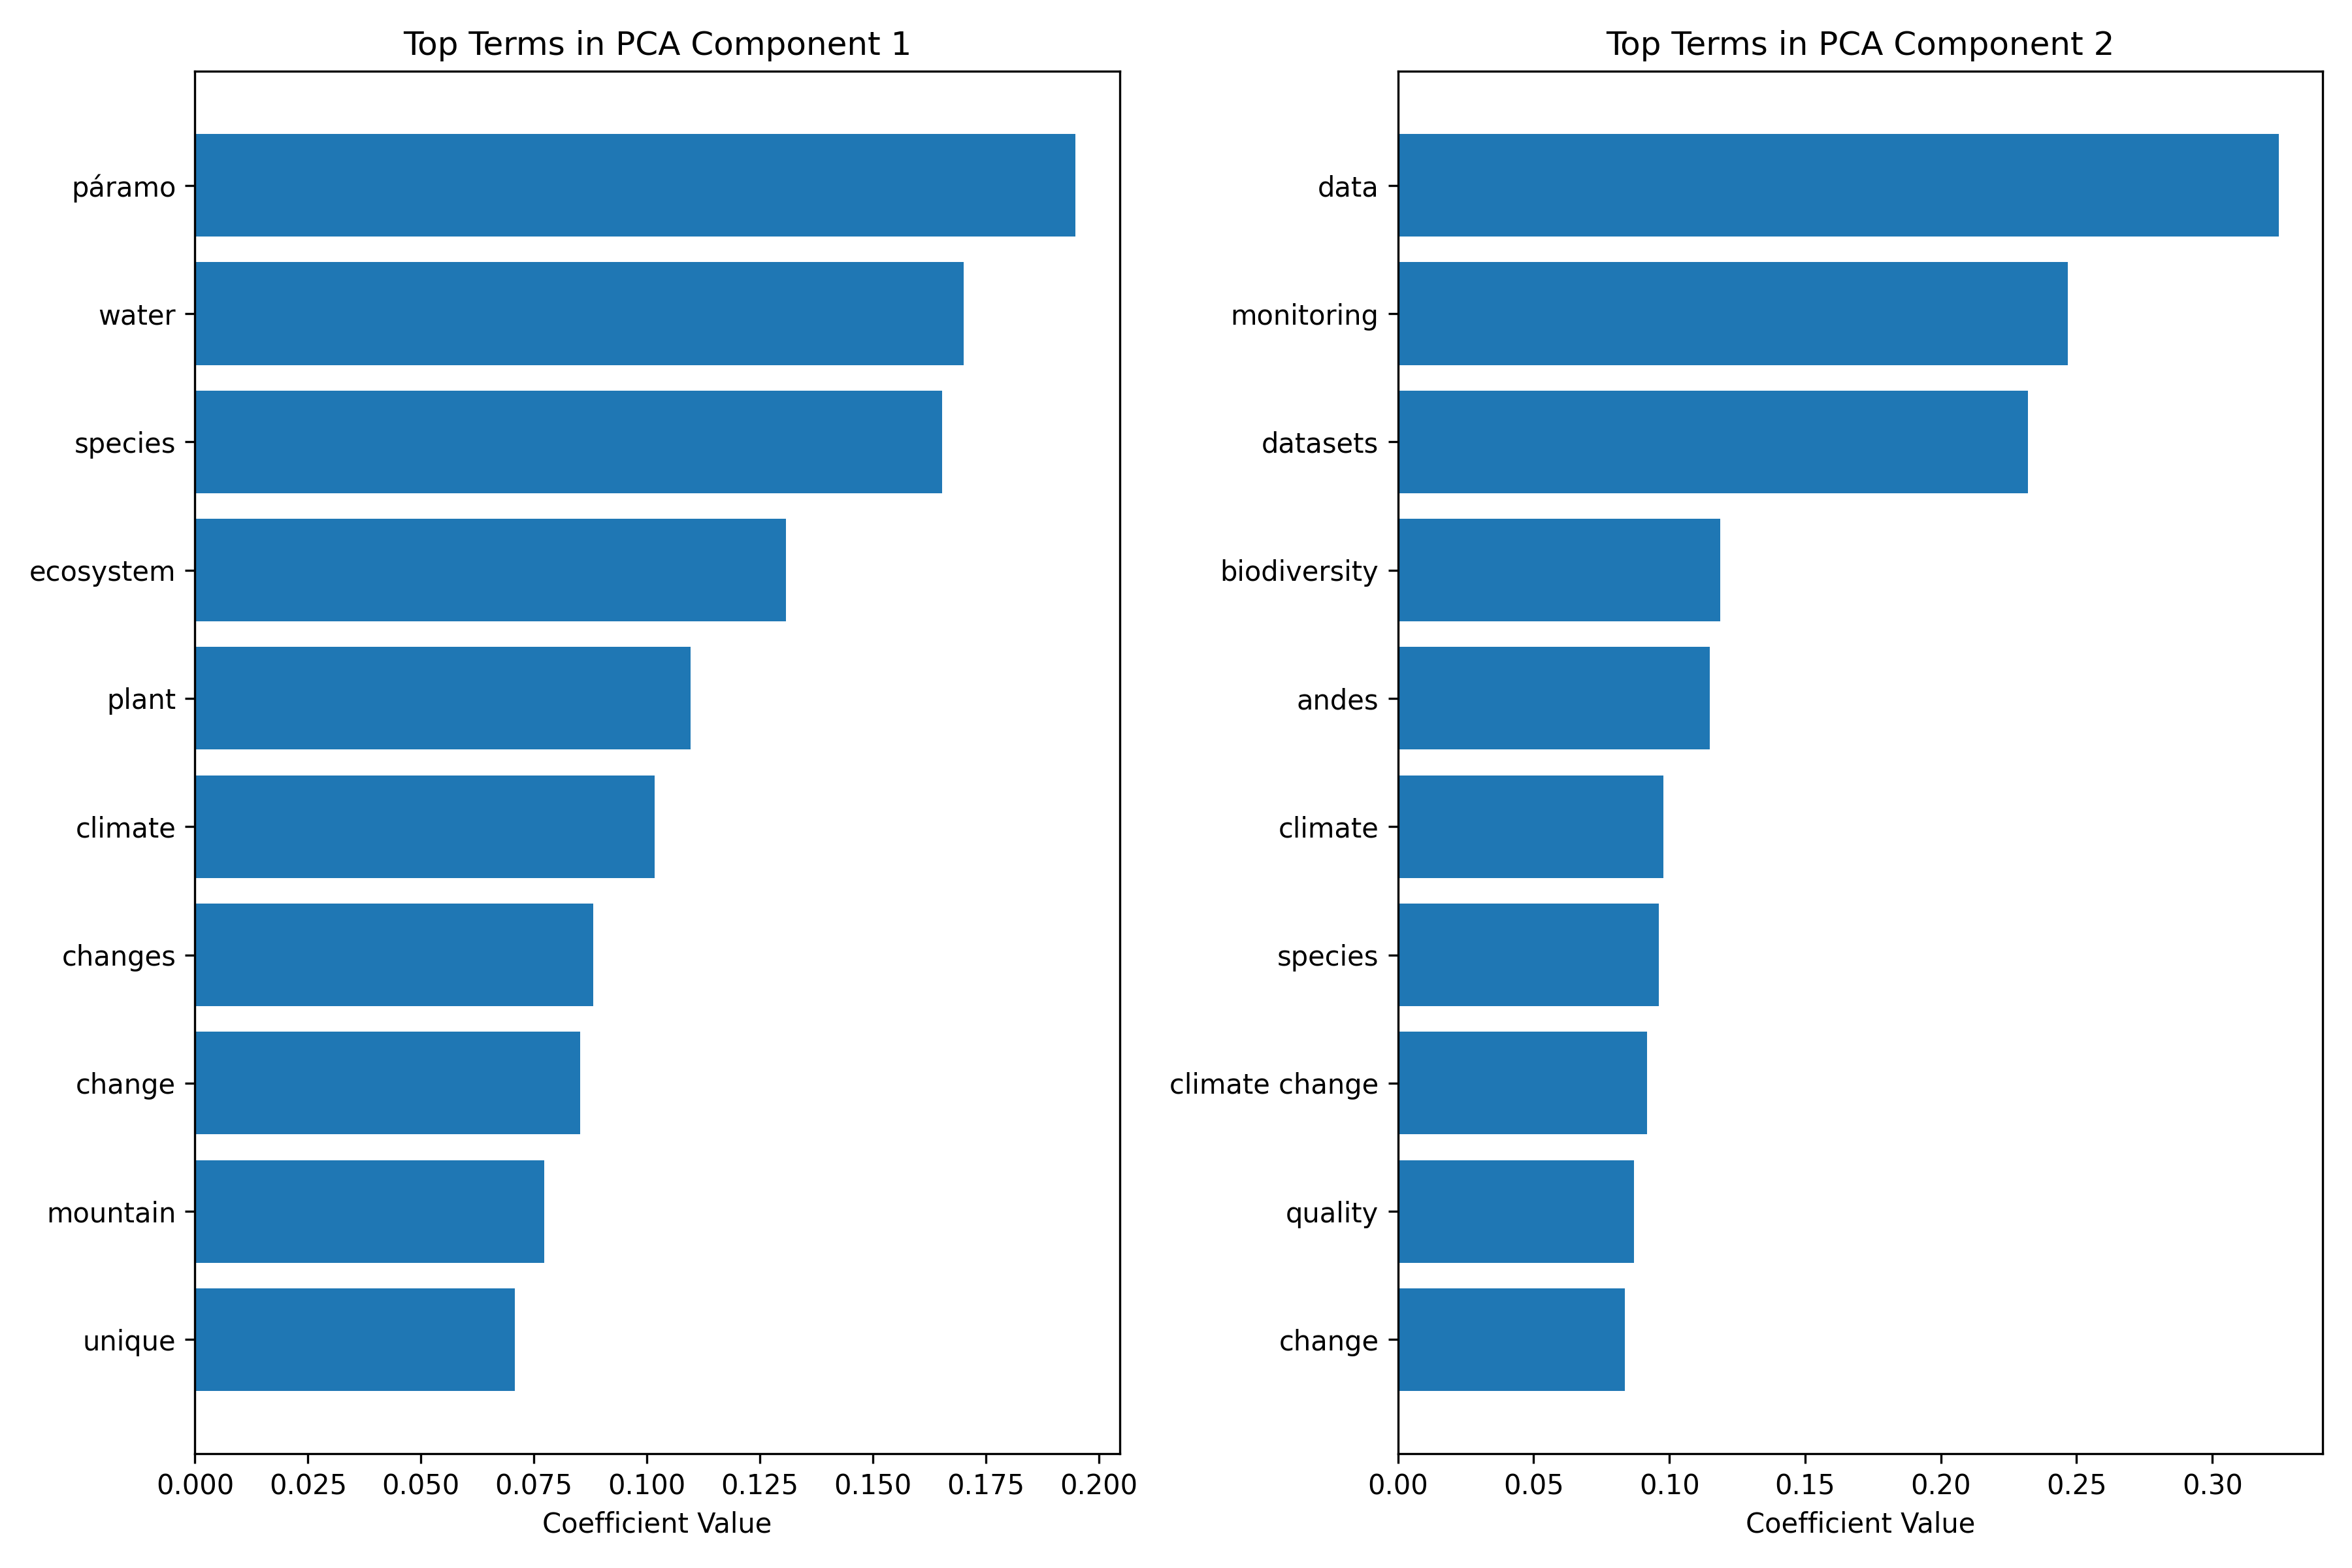 Top Terms in PCA Component 1
páramo
water
species
ecosystem
plant
climate
changes
change
mountain
unique
0.000 0.025 0.050 0.075 0.100 0.125 0.150 0.175 0.200
Coefficient Value
Top Terms in PCA Component 2
data
monitoring
datasets
biodiversity
andes
climate
species
climate change
quality
change
0.00 0.05 0.10 0.15 0.20 0.25 0.30
Coefficient Value